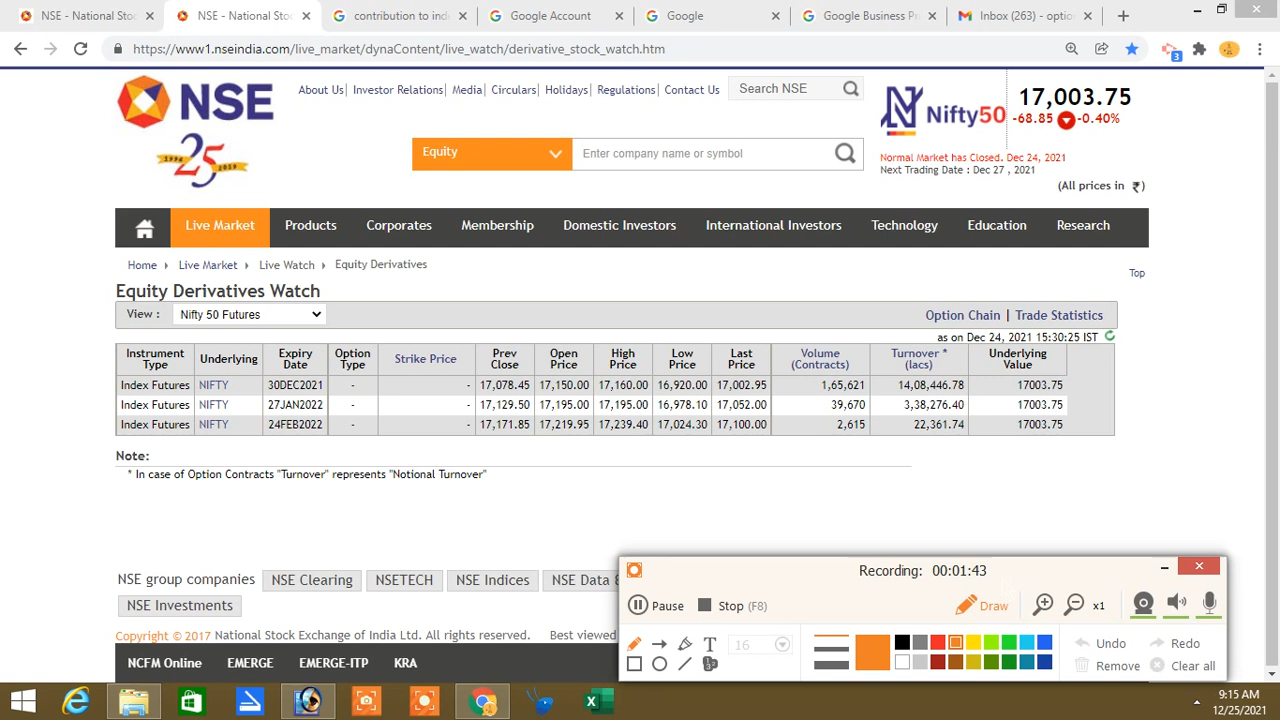 NSE - National Stoc
NSE - National Stoc
contribution to inde
Google Account
Google
Google Business Pr
Inbox (263) - option
https://www1.nseindia.com/live_market/dynaContent/live_watch/derivative_stock_watch.htm
3
NSE
25
1994
2019
About Us | Investor Relations | Media | Circulars | Holidays | Regulations | Contact Us
Search NSE
Equity
Enter company name or symbol
Nifty50
17,003.75
-68.85 -0.40%
Normal Market has Closed. Dec 24, 2021
Next Trading Date : Dec 27 , 2021
(All prices in ₹)
Live Market Products Corporates Membership Domestic Investors International Investors Technology Education Research
Home Live Market Live Watch Equity Derivatives
Top
Equity Derivatives Watch
View : Nifty 50 Futures
Option Chain | Trade Statistics
as on Dec 24, 2021 15:30:25 IST
Instrument Type Underlying Expiry Date Option Type Strike Price Prev Close Open Price High Price Low Price Last Price Volume (Contracts) Turnover * (lacs) Underlying Value
Index Futures NIFTY 30DEC2021 - - 17,078.45 17,150.00 17,160.00 16,920.00 17,002.95 1,65,621 14,08,446.78 17003.75
Index Futures NIFTY 27JAN2022 - - 17,129.50 17,195.00 17,195.00 16,978.10 17,052.00 39,670 3,38,276.40 17003.75
Index Futures NIFTY 24FEB2022 - - 17,171.85 17,219.95 17,239.40 17,024.30 17,100.00 2,615 22,361.74 17003.75
Note:
* In case of Option Contracts "Turnover" represents "Notional Turnover"
NSE group companies NSE Clearing NSETECH NSE Indices NSE Data &
NSE Investments
Copyright © 2017 National Stock Exchange of India Ltd. All rights reserved. Best viewed
NCFM Online EMERGE EMERGE-ITP KRA
Recording: 00:01:43
Pause Stop (F8) Draw x1
T 16
Undo Redo
Remove Clear all
9:15 AM
12/25/2021